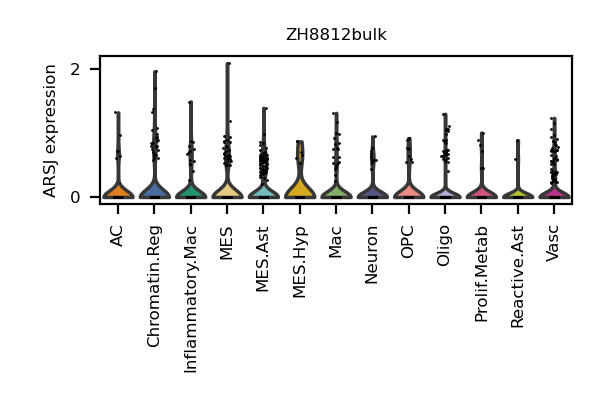 ZH8812bulk
ARSJ expression
2
0
AC
Chromatin.Reg
Inflammatory.Mac
MES
MES.Ast
MES.Hyp
Mac
Neuron
OPC
Oligo
Prolif.Metab
Reactive.Ast
Vasc